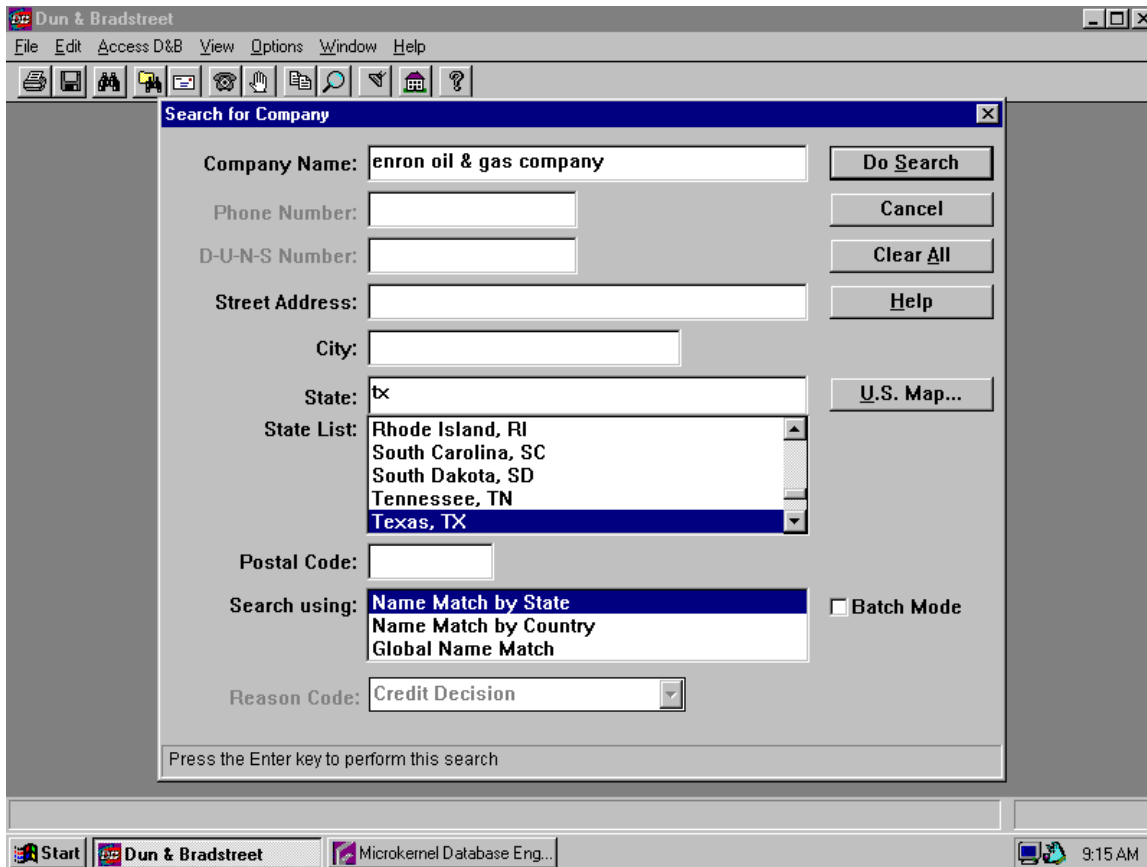 Dun & Bradstreet
File Edit Access D&B View Options Window Help
Search for Company
Company Name: enron oil & gas company
Do Search
Phone Number:
Cancel
D-U-N-S Number:
Clear All
Street Address:
Help
City:
State: tx
U.S. Map...
State List: Rhode Island, RI
South Carolina, SC
South Dakota, SD
Tennessee, TN
Texas, TX
Postal Code:
Search using: Name Match by State
Batch Mode
Name Match by Country
Global Name Match
Reason Code: Credit Decision
Press the Enter key to perform this search
Start Dun & Bradstreet Microkernel Database Eng... 9:15 AM